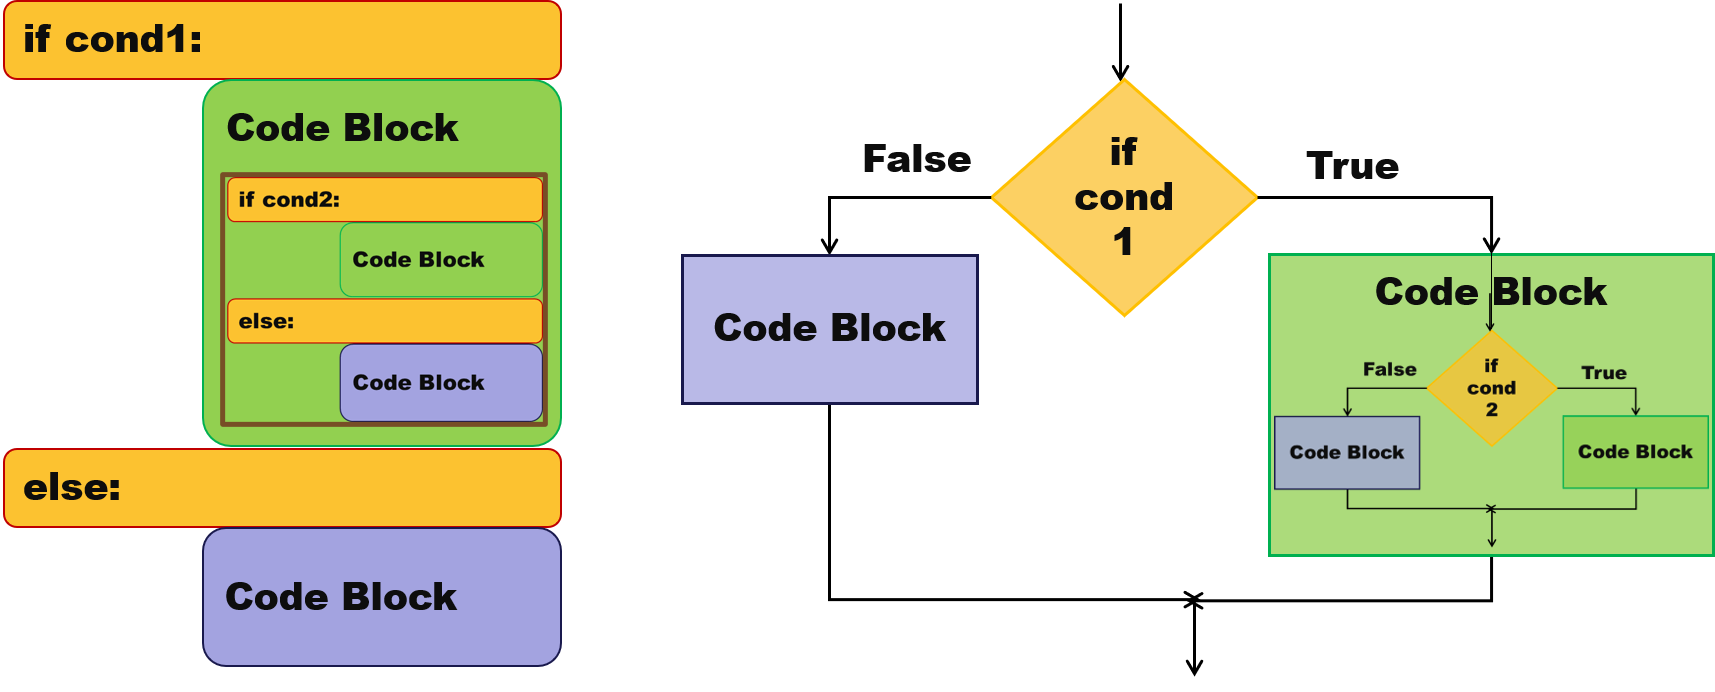 if cond1:
Code Block
if cond2:
Code Block
else:
Code Block
else:
Code Block
if
cond
1
False
True
Code Block
Code Block
if
cond
2
False
True
Code Block
Code Block